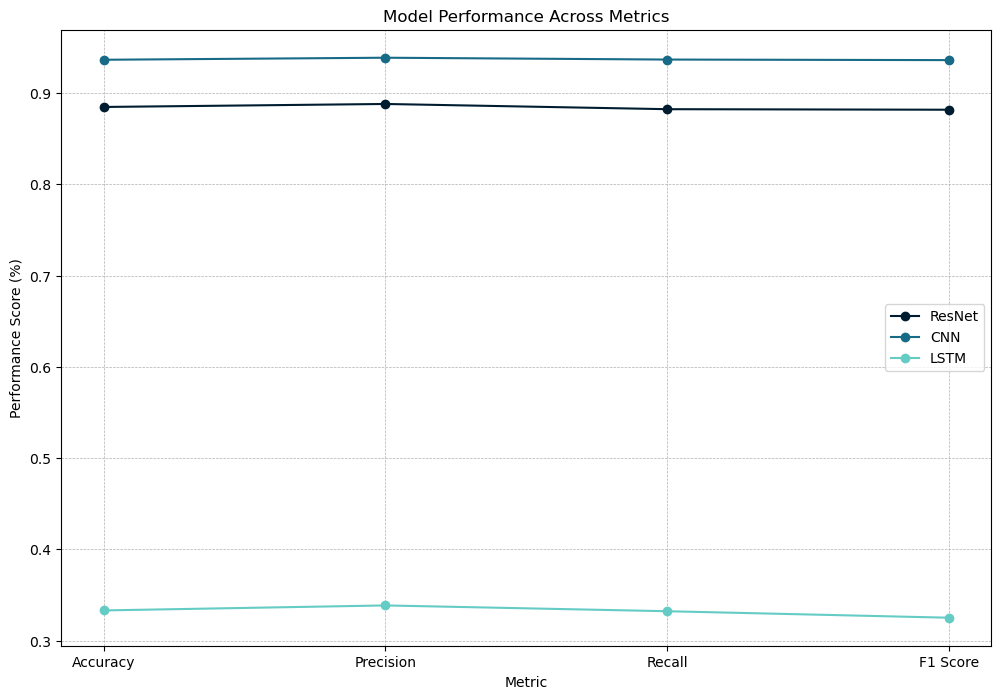 Model Performance Across Metrics
Performance Score (%)
0.9
0.8
0.7
0.6
0.5
0.4
0.3
ResNet
CNN
LSTM
Accuracy
Precision
Recall
F1 Score
Metric